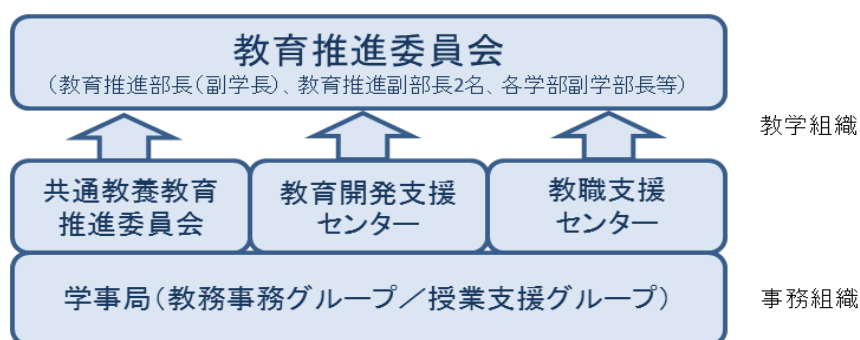 教育推進委員会
（教育推進部長（副学長）、教育推進副部長2名、各学部副学部長等）
教学組織
共通教養教育
推進委員会
教育開発支援
センター
教職支援
センター
学事局（教務事務グループ／授業支援グループ）
事務組織